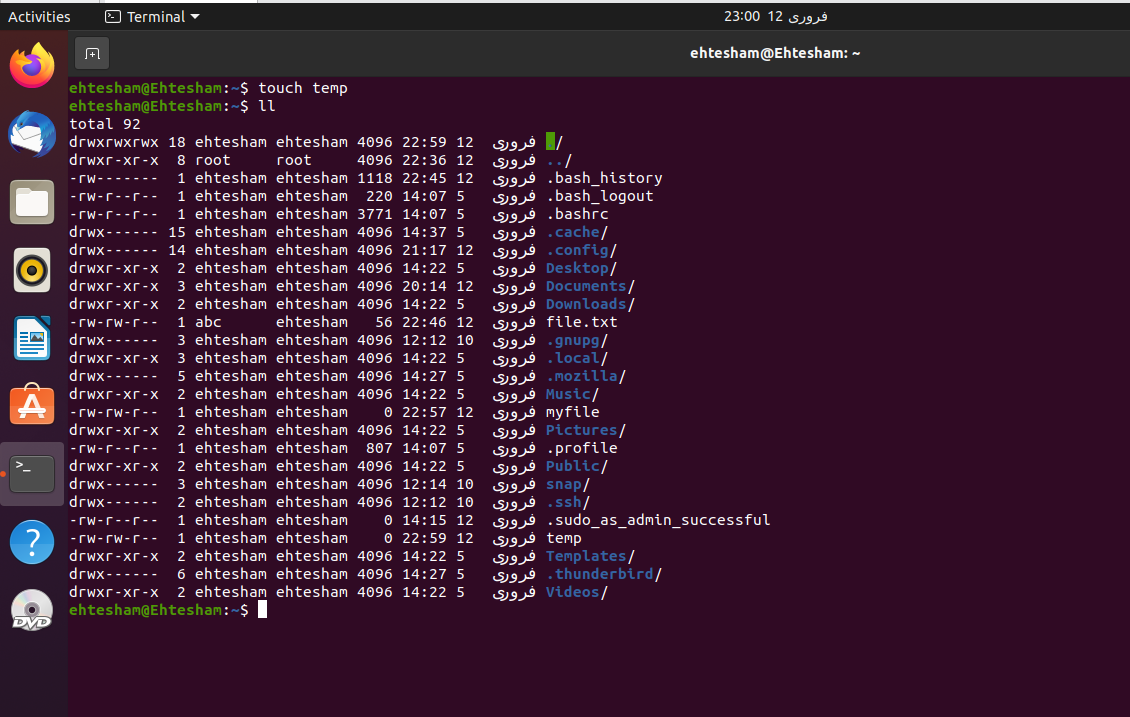 Activities Terminal 23:00 12 فروری
ehtesham@Ehtesham: ~
ehtesham@Ehtesham:~$ touch temp
ehtesham@Ehtesham:~$ ll
total 92
drwxrwxrwx 18 ehtesham ehtesham 4096 22:59 12 فروری ./
drwxr-xr-x 8 root root 4096 22:36 12 فروری ../
-rw------- 1 ehtesham ehtesham 1118 22:45 12 فروری .bash_history
-rw-r--r-- 1 ehtesham ehtesham 220 14:07 5 فروری .bash_logout
-rw-r--r-- 1 ehtesham ehtesham 3771 14:07 5 فروری .bashrc
drwx------ 15 ehtesham ehtesham 4096 14:37 5 فروری .cache/
drwx------ 14 ehtesham ehtesham 4096 21:17 12 فروری .config/
drwxr-xr-x 2 ehtesham ehtesham 4096 14:22 5 فروری Desktop/
drwxr-xr-x 3 ehtesham ehtesham 4096 20:14 12 فروری Documents/
drwxr-xr-x 2 ehtesham ehtesham 4096 14:22 5 فروری Downloads/
-rw-rw-r-- 1 abc ehtesham 56 22:46 12 فروری file.txt
drwx------ 3 ehtesham ehtesham 4096 12:12 10 فروری .gnupg/
drwxr-xr-x 3 ehtesham ehtesham 4096 14:22 5 فروری .local/
drwx------ 5 ehtesham ehtesham 4096 14:27 5 فروری .mozilla/
drwxr-xr-x 2 ehtesham ehtesham 4096 14:22 5 فروری Music/
-rw-rw-r-- 1 ehtesham ehtesham 0 22:57 12 فروری myfile
drwxr-xr-x 2 ehtesham ehtesham 4096 14:22 5 فروری Pictures/
-rw-r--r-- 1 ehtesham ehtesham 807 14:07 5 فروری .profile
drwxr-xr-x 2 ehtesham ehtesham 4096 14:22 5 فروری Public/
drwx------ 3 ehtesham ehtesham 4096 12:14 10 فروری snap/
drwx------ 2 ehtesham ehtesham 4096 12:12 10 فروری .ssh/
-rw-r--r-- 1 ehtesham ehtesham 0 14:15 12 فروری .sudo_as_admin_successful
-rw-rw-r-- 1 ehtesham ehtesham 0 22:59 12 فروری temp
drwxr-xr-x 2 ehtesham ehtesham 4096 14:22 5 فروری Templates/
drwx------ 6 ehtesham ehtesham 4096 14:27 5 فروری .thunderbird/
drwxr-xr-x 2 ehtesham ehtesham 4096 14:22 5 فروری Videos/
ehtesham@Ehtesham:~$
DVD